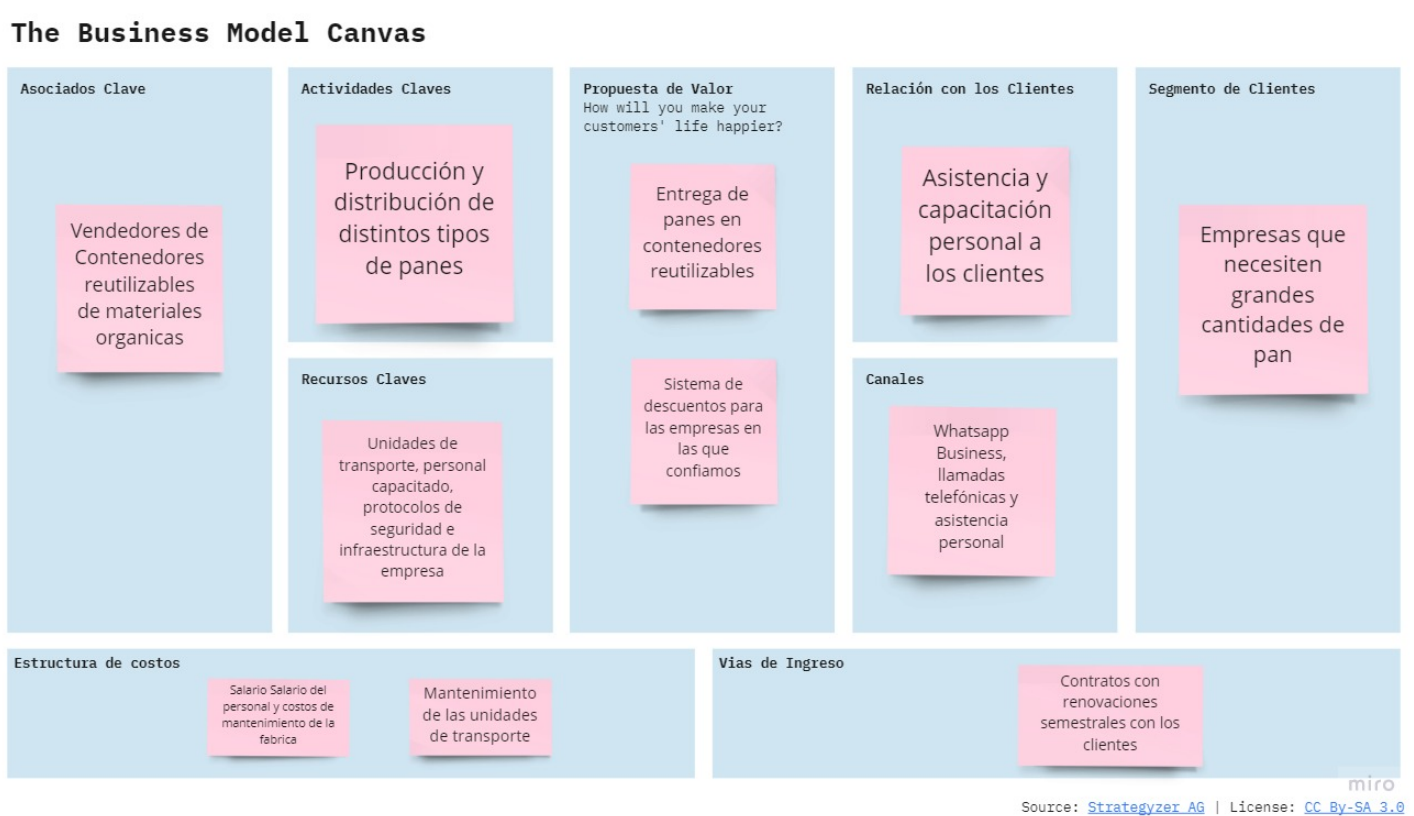 The Business Model Canvas
Asociados Clave
Vendedores de
Contenedores
reutilizables
de materiales
organicas
Actividades Claves
Producción y
distribución de
distintos tipos
de panes
Recursos Claves
Unidades de
transporte, personal
capacitado,
protocolos de
seguridad e
infraestructura de la
empresa
Propuesta de Valor
How will you make your
customers' life happier?
Entrega de
panes en
contenedores
reutilizables
Sistema de
descuentos para
las empresas en
las que
confiamos
Relación con los Clientes
Asistencia y
capacitación
personal a
los clientes
Canales
Whatsapp
Business,
llamadas
telefónicas y
asistencia
personal
Segmento de Clientes
Empresas que
necesiten
grandes
cantidades de
pan
Estructura de costos
Salario Salario del
personal y costos de
mantenimiento de la
fabrica
Mantenimiento
de las unidades
de transporte
Vias de Ingreso
Contratos con
renovaciones
semestrales con los
clientes
miro
Source: Strategyzer AG | License: CC By-SA 3.0